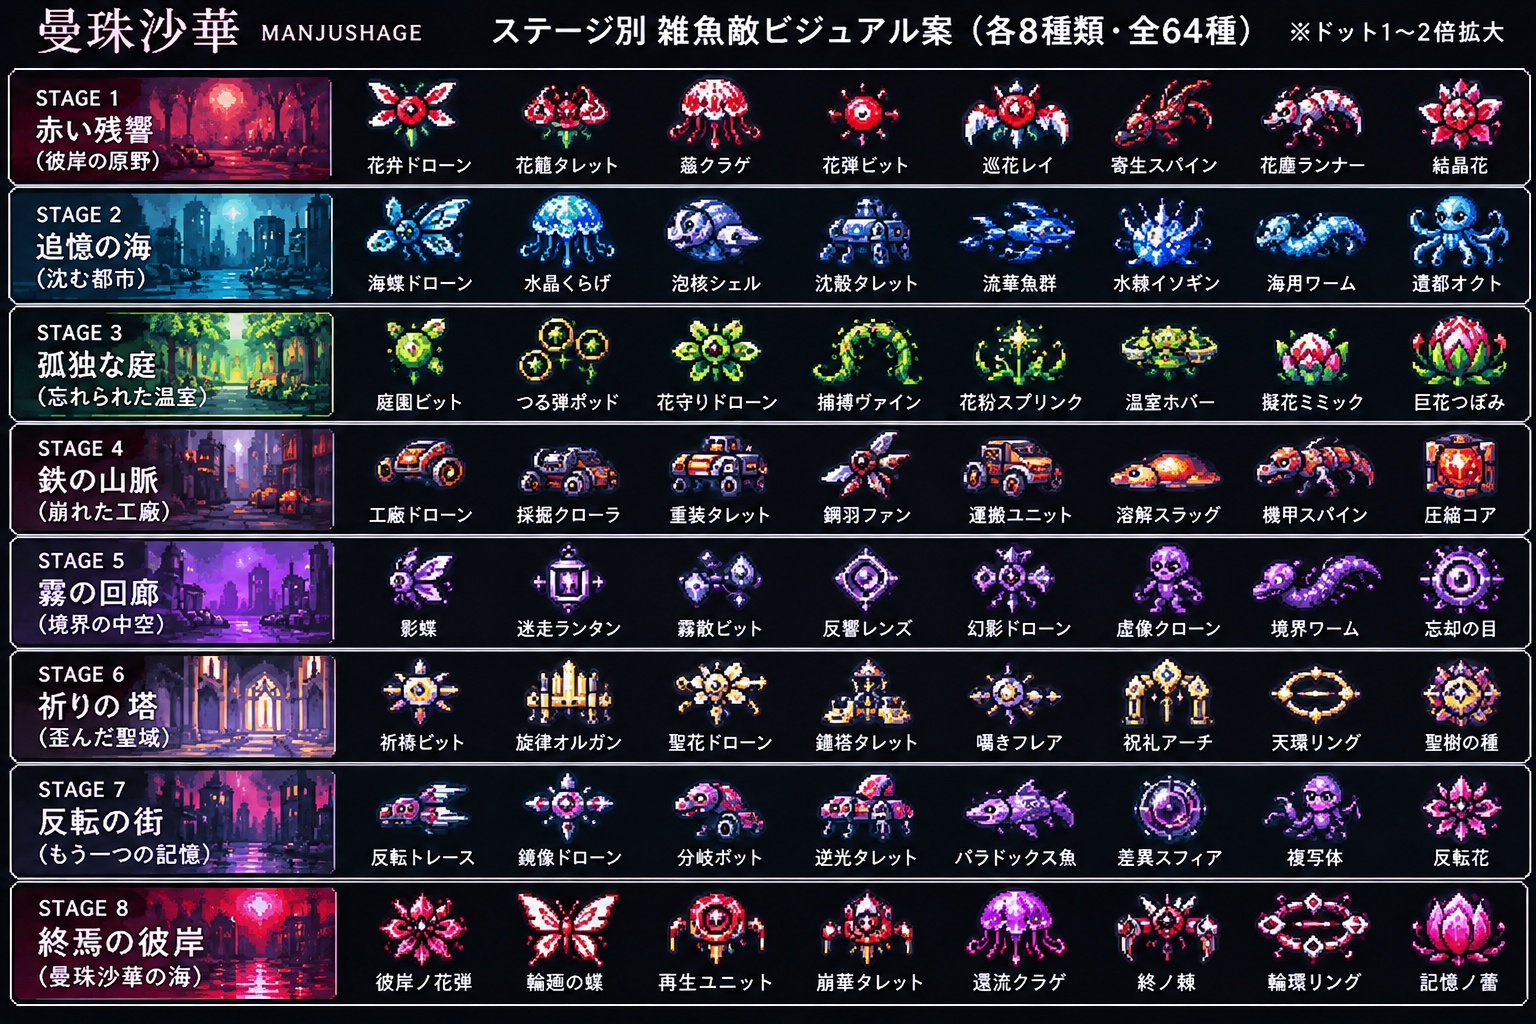 曼珠沙華 MANJUSHAGE ステージ別 雑魚敵ビジュアル案（各8種類・全64種） ※ドット1～2倍拡大
STAGE 1
赤い残響
(彼岸の原野)
花弁ドローン 花籠タレット 蕊クラゲ 花弾ビット 巡花レイ 寄生スパイン 花塵ランナー 結晶花
STAGE 2
追憶の海
(沈む都市)
海蝶ドローン 水晶くらげ 泡核シェル 沈殻タレット 流華魚群 水棘イソギン 海用ワーム 遺都オクト
STAGE 3
孤独な庭
(忘れられた温室)
庭園ビット つる弾ポッド 花守りドローン 捕搏ヴァイン 花粉スプリンク 温室ホバー 擬花ミミック 巨花つぼみ
STAGE 4
鉄の山脈
(崩れた工廠)
工廠ドローン 採掘クローラ 重装タレット 鋼羽ファン 運搬ユニット 溶解スラッグ 機甲スパイン 圧縮コア
STAGE 5
霧の回廊
(境界の中空)
影蝶 迷走ランタン 霧散ビット 反響レンズ 幻影ドローン 虚像クローン 境界ワーム 忘却の目
STAGE 6
祈りの塔
(歪んだ聖域)
祈祷ビット 旋律オルガン 聖花ドローン 鐘塔タレット 囁きフレア 祝礼アーチ 天環リング 聖樹の種
STAGE 7
反転の街
(もう一つの記憶)
反転トレース 鏡像ドローン 分岐ボット 逆光タレット パラドックス魚 差異スフィア 複写体 反転花
STAGE 8
終焉の彼岸
(曼珠沙華の海)
彼岸ノ花弾 輪廻の蝶 再生ユニット 崩華タレット 還流クラゲ 終ノ棘 輪環リング 記憶ノ蕾